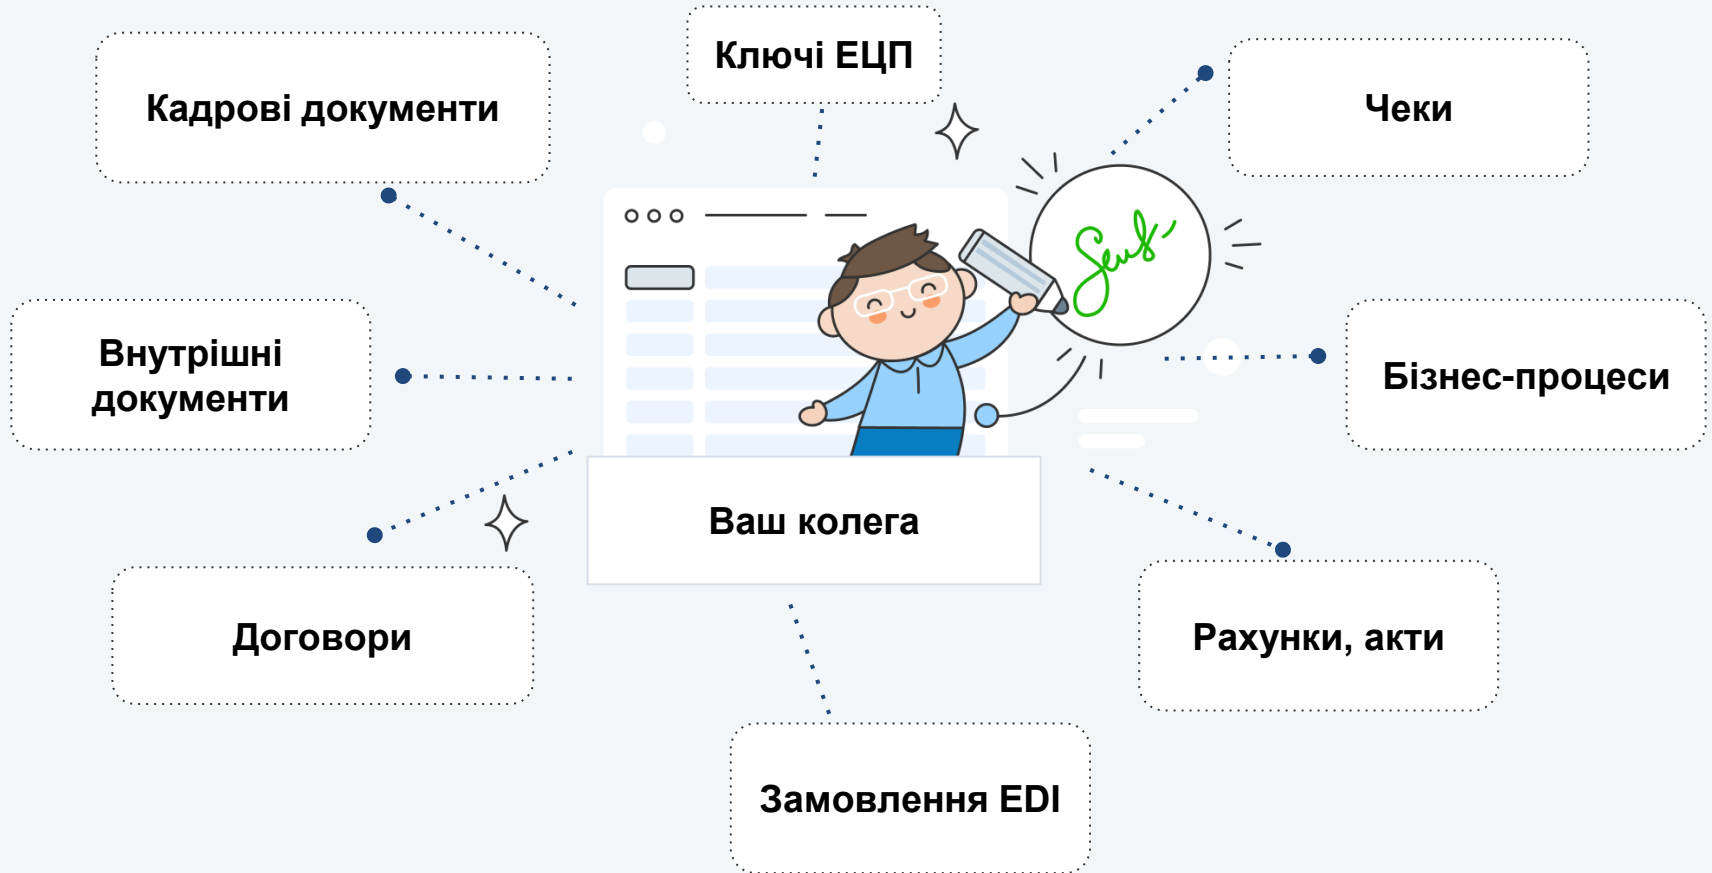 Ключі ЕЦП
Кадрові документи
Чеки
Внутрішні
документи
Бізнес-процеси
Ваш колега
Договори
Рахунки, акти
Замовлення EDI